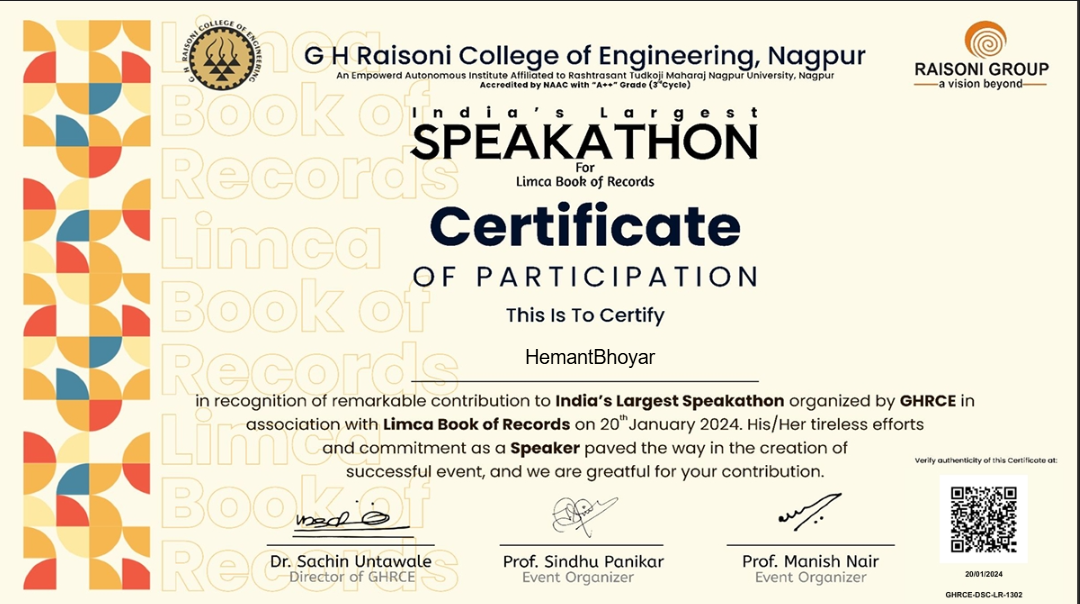 G H RAISONI COLLEGE OF ENGINEERING
G H Raisoni College of Engineering, Nagpur
An Empowerd Autonomous Institute Affiliated to Rashtrasant Tudkoji Maharaj Nagpur University, Nagpur
Accredited by NAAC with "A++" Grade (3rdCycle)
RAISONI GROUP
a vision beyond
India's Largest
SPEAKATHON
For
Limca Book of Records
Certificate
OF PARTICIPATION
This Is To Certify
HemantBhoyar
in recognition of remarkable contribution to India's Largest Speakathon organized by GHRCE in
association with Limca Book of Records on 20th January 2024. His/Her tireless efforts
and commitment as a Speaker paved the way in the creation of
successful event, and we are greatful for your contribution.
Limca
Book of
Records
Limca
Book of
Records
Limca
Book of
Records
Dr. Sachin Untawale
Director of GHRCE
Prof. Sindhu Panikar
Event Organizer
Prof. Manish Nair
Event Organizer
Verify authenticity of this Certificate at:
20/01/2024
GHRCE-DSC-LR-1302